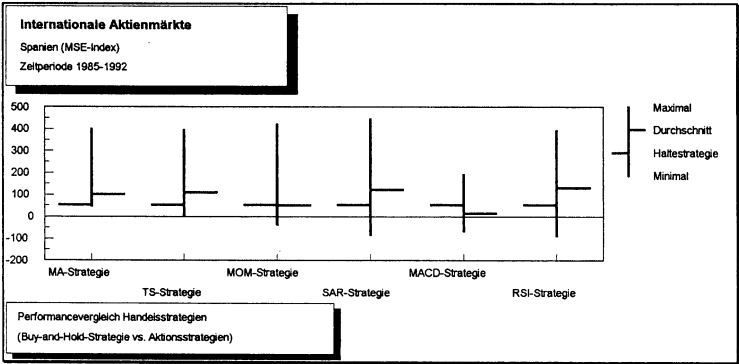 Internationale Aktienmärkte
Spanien (MSE-Index)
Zeitperiode 1985-1992
500
400
300
200
100
0
-100
-200
Maximal
Durchschnitt
Haltestrategie
Minimal
MA-Strategie
TS-Strategie
MOM-Strategie
SAR-Strategie
MACD-Strategie
RSI-Strategie
Performancevergleich Handelsstrategien
(Buy-and-Hold-Strategie vs. Aktionsstrategien)